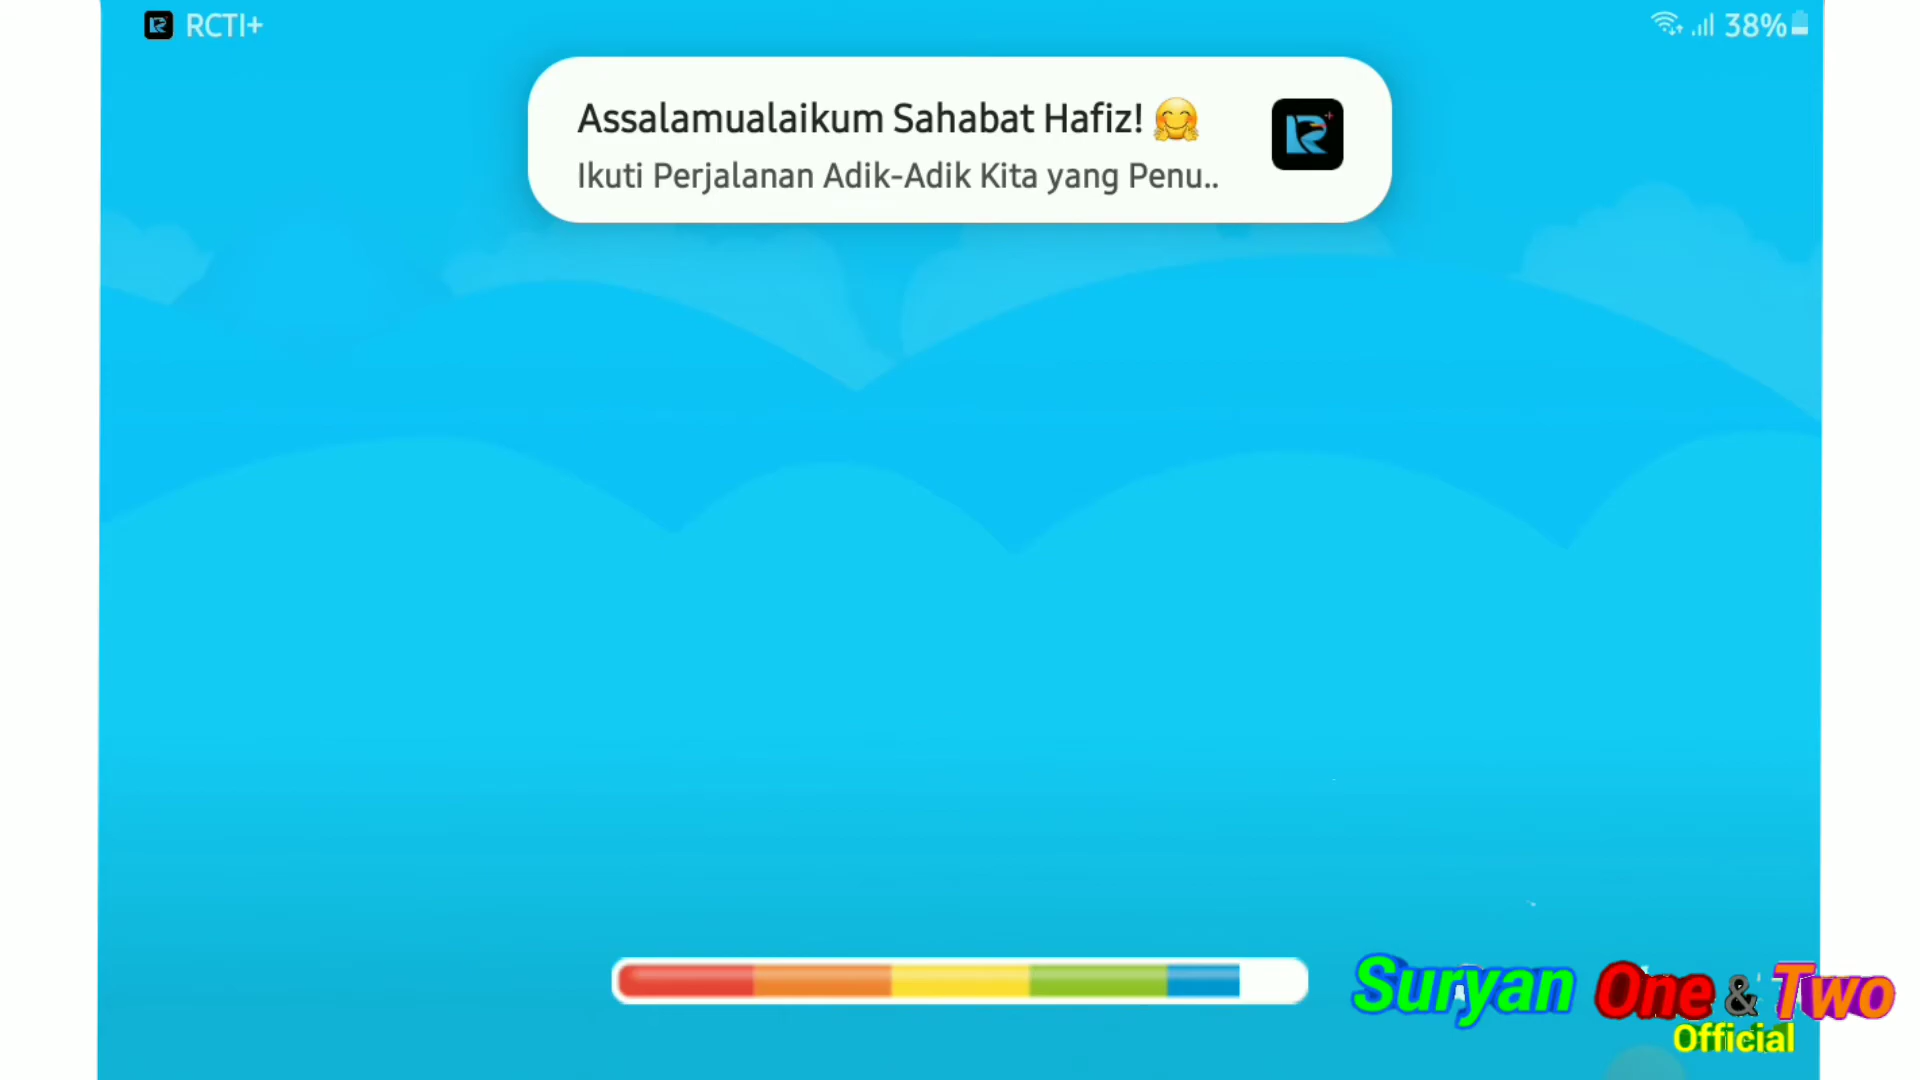 RCTI+
38%
Assalamualaikum Sahabat Hafiz! 🤗
Ikuti Perjalanan Adik-Adik Kita yang Penu..
Suryan One & Two
Official